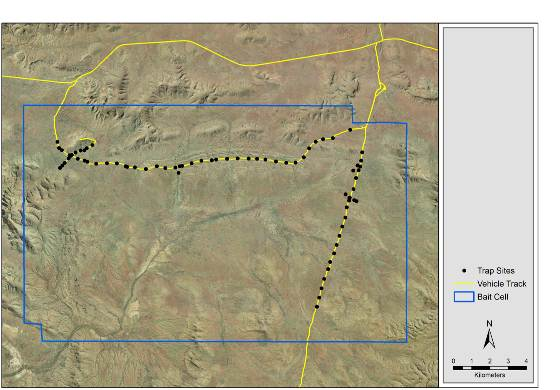 Trap Sites
Vehicle Track
Bait Cell
N
0 1 2 3 4
Kilometers